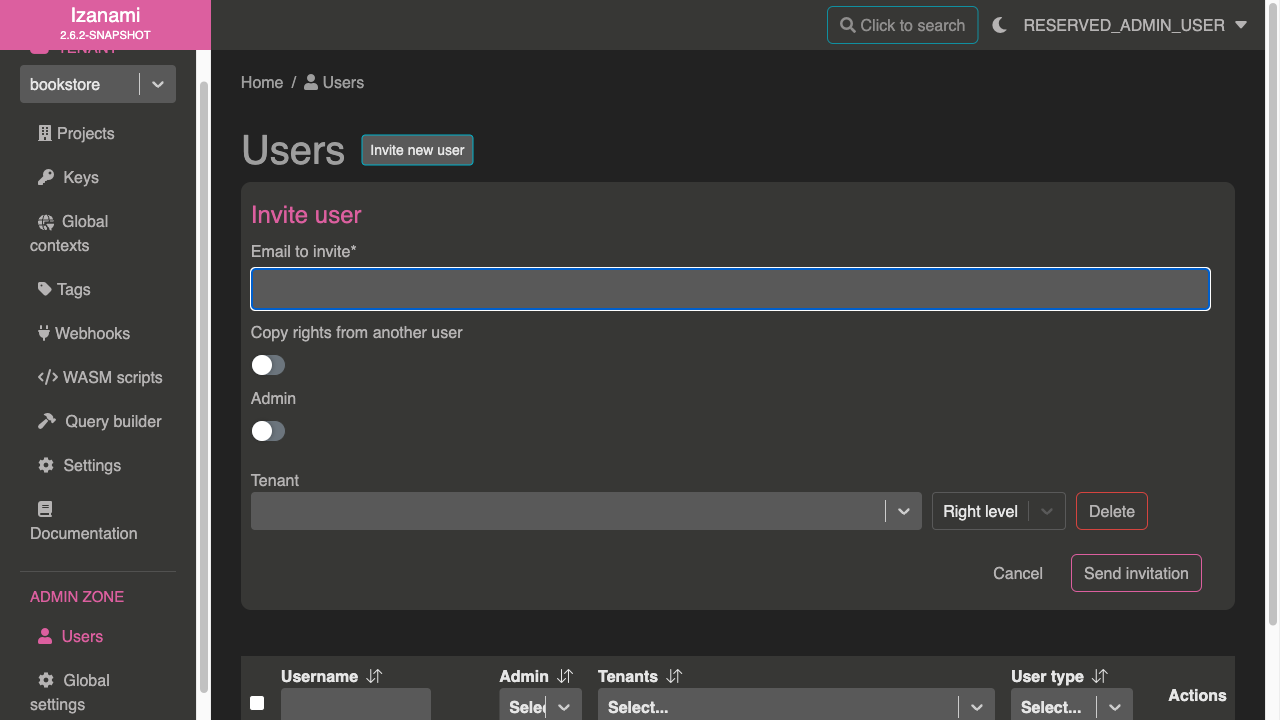 Izanami
2.6.2-SNAPSHOT
Click to search
RESERVED_ADMIN_USER
TENANT
bookstore
Projects
Keys
Global
contexts
Tags
Webhooks
WASM scripts
Query builder
Settings
Documentation
ADMIN ZONE
Users
Global
settings
Home / Users
Users
Invite new user
Invite user
Email to invite*
Copy rights from another user
Admin
Tenant
Right level
Delete
Cancel
Send invitation
Username
Admin
Tenants
User type
Actions
Select...
Select...